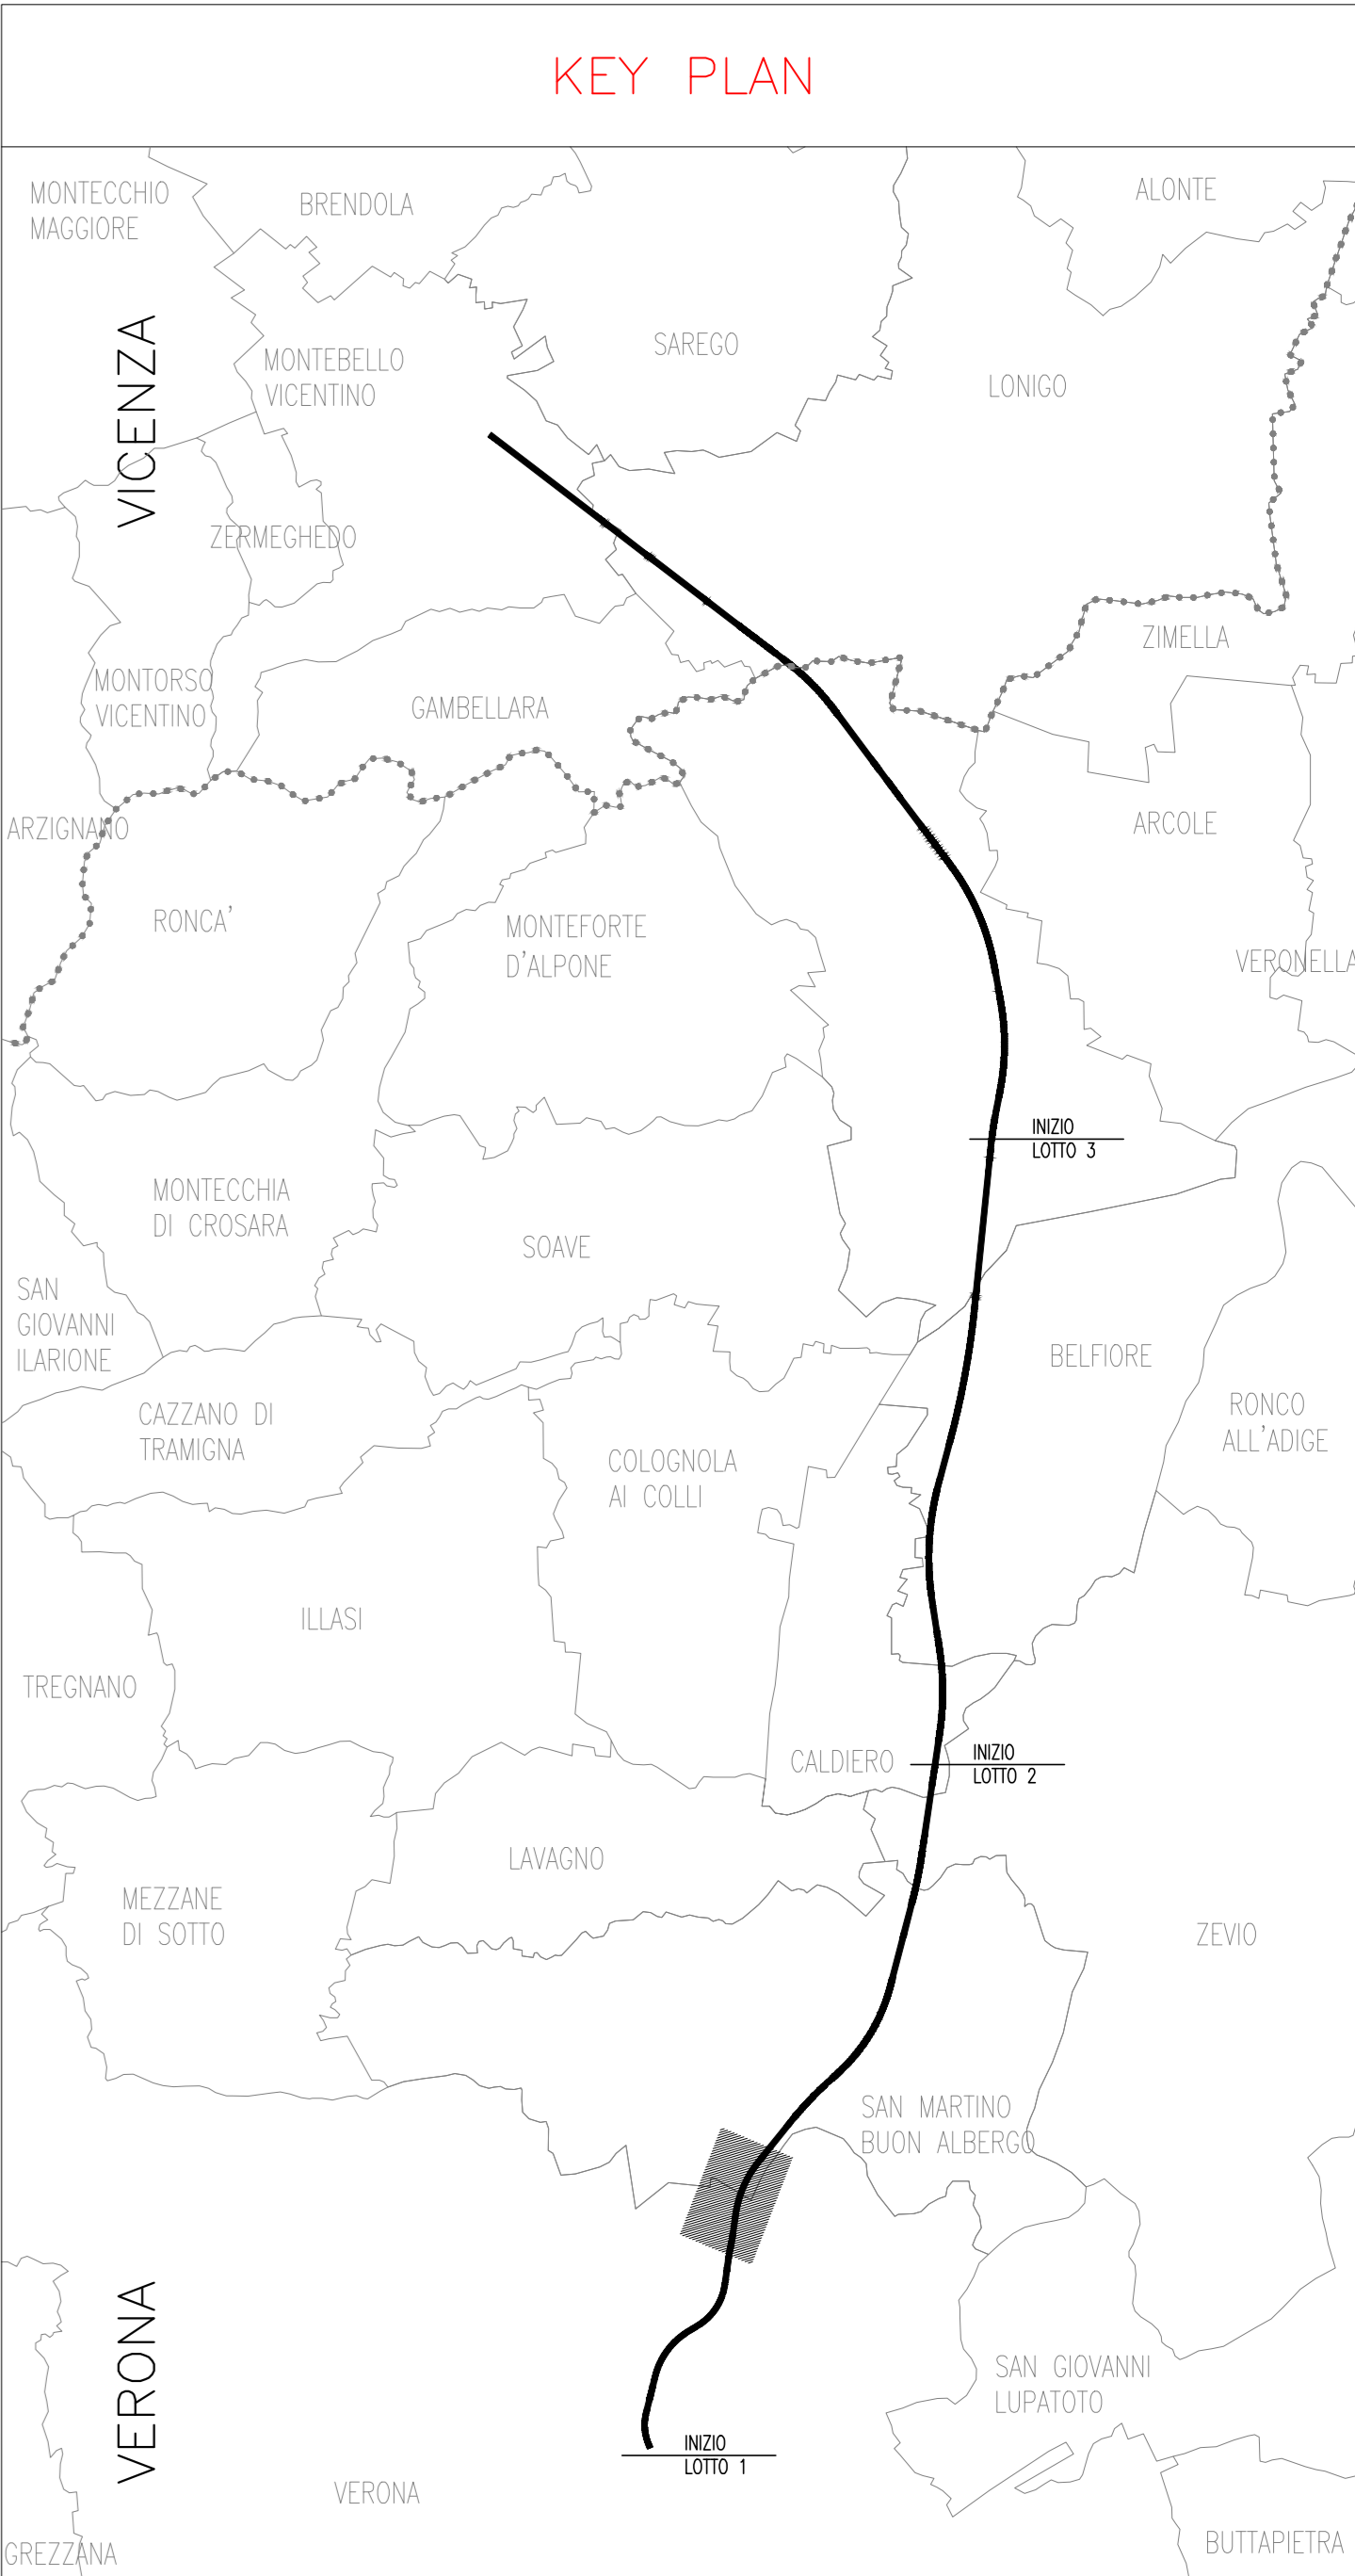 KEY PLAN
MONTECCHIO
MAGGIORE
BRENDOLA
ALONTE
VICENZA
MONTEBELLO
VICENTINO
SAREGO
LONIGO
ZERMEGHEDO
ZIMELLA
MONTORSO
VICENTINO
GAMBELLARA
ARZIGNANO
ARCOLE
RONCA'
MONTEFORTE
D'ALPONE
VERONELLA
INIZIO
LOTTO 3
MONTECCHIA
DI CROSARA
SOAVE
SAN
GIOVANNI
ILARIONE
BELFIORE
CAZZANO DI
TRAMIGNA
RONCO
ALL'ADIGE
COLOGNOLA
AI COLLI
ILLASI
TREGNANO
CALDIERO
INIZIO
LOTTO 2
LAVAGNO
MEZZANE
DI SOTTO
ZEVIO
SAN MARTINO
BUON ALBERGO
VERONA
SAN GIOVANNI
LUPATOTO
INIZIO
LOTTO 1
VERONA
GREZZANA
BUTTAPIETRA